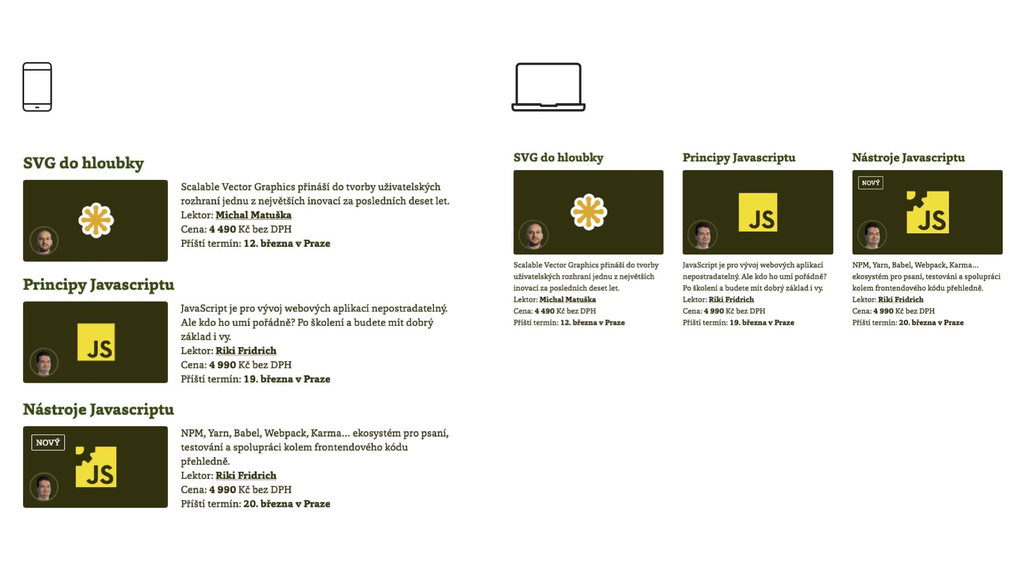 SVG do hloubky
Scalable Vector Graphics přináší do tvorby uživatelských
rozhraní jednu z největších inovací za posledních deset let.
Lektor: Michal Matuška
Cena: 4 490 Kč bez DPH
Příští termín: 12. března v Praze
Principy Javascriptu
JS
JavaScript je pro vývoj webových aplikací nepostradatelný.
Ale kdo ho umí pořádně? Po školení a budete mít dobrý
základ i vy.
Lektor: Riki Fridrich
Cena: 4 990 Kč bez DPH
Příští termín: 19. března v Praze
Nástroje Javascriptu
NOVÝ
JS
NPM, Yarn, Babel, Webpack, Karma… ekosystém pro psaní,
testování a spolupráci kolem frontendového kódu
přehledně.
Lektor: Riki Fridrich
Cena: 4 990 Kč bez DPH
Příští termín: 20. března v Praze
SVG do hloubky
Scalable Vector Graphics přináší do tvorby uživatelských
rozhraní jednu z největších
inovací za posledních deset let.
Lektor: Michal Matuška
Cena: 4 490 Kč bez DPH
Příští termín: 12. března v Praze
Principy Javascriptu
JS
JavaScript je pro vývoj webových aplikací
nepostradatelný. Ale kdo ho umí pořádně?
Po školení a budete mít dobrý základ i vy.
Lektor: Riki Fridrich
Cena: 4 990 Kč bez DPH
Příští termín: 19. března v Praze
Nástroje Javascriptu
NOVÝ
JS
NPM, Yarn, Babel, Webpack, Karma…
ekosystém pro psaní, testování a spolupráci
kolem frontendového kódu přehledně.
Lektor: Riki Fridrich
Cena: 4 990 Kč bez DPH
Příští termín: 20. března v Praze